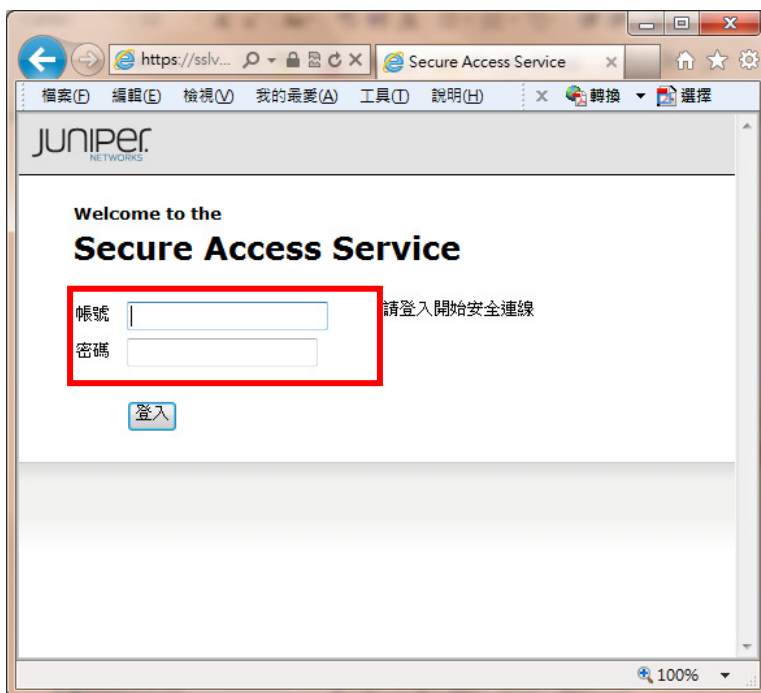 https://sslv...
Secure Access Service
檔案(F) 編輯(E) 檢視(V) 我的最愛(A) 工具(T) 說明(H)
轉換
選擇
JUNIPER
NETWORKS
Welcome to the
Secure Access Service
帳號
請登入開始安全連線
密碼
登入
100%